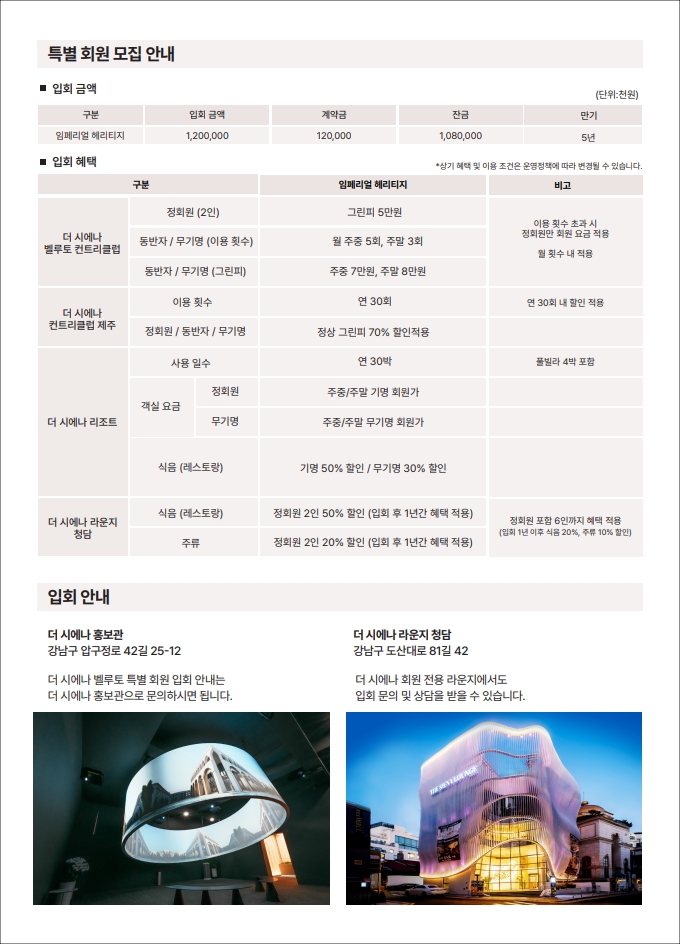 특별 회원 모집 안내
■ 입회 금액
(단위:천원)
구분 입회 금액 계약금 잔금 만기
임페리얼 헤리티지 1,200,000 120,000 1,080,000 5년
■ 입회 혜택
*상기 혜택 및 이용 조건은 운영정책에 따라 변경될 수 있습니다.
구분 임페리얼 헤리티지 비고
더 시에나
벨루토 컨트리클럽
정회원 (2인) 그린피 5만원
동반자 / 무기명 (이용 횟수) 월 주중 5회, 주말 3회
동반자 / 무기명 (그린피) 주중 7만원, 주말 8만원
이용 횟수 초과 시
정회원만 회원 요금 적용
월 횟수 내 적용
더 시에나
컨트리클럽 제주
이용 횟수 연 30회 연 30회 내 할인 적용
정회원 / 동반자 / 무기명 정상 그린피 70% 할인적용
더 시에나 리조트
사용 일수 연 30박 풀빌라 4박 포함
객실 요금
정회원 주중/주말 기명 회원가
무기명 주중/주말 무기명 회원가
식음 (레스토랑) 기명 50% 할인 / 무기명 30% 할인
더 시에나 라운지
청담
식음 (레스토랑) 정회원 2인 50% 할인 (입회 후 1년간 혜택 적용)
주류 정회원 2인 20% 할인 (입회 후 1년간 혜택 적용)
정회원 포함 6인까지 혜택 적용
(입회 1년 이후 식음 20%, 주류 10% 할인)
입회 안내
더 시에나 홍보관
강남구 압구정로 42길 25-12
더 시에나 벨루토 특별 회원 입회 안내는
더 시에나 홍보관으로 문의하시면 됩니다.
더 시에나 라운지 청담
강남구 도산대로 81길 42
더 시에나 회원 전용 라운지에서도
입회 문의 및 상담을 받을 수 있습니다.
THE SIENA LOUNGE